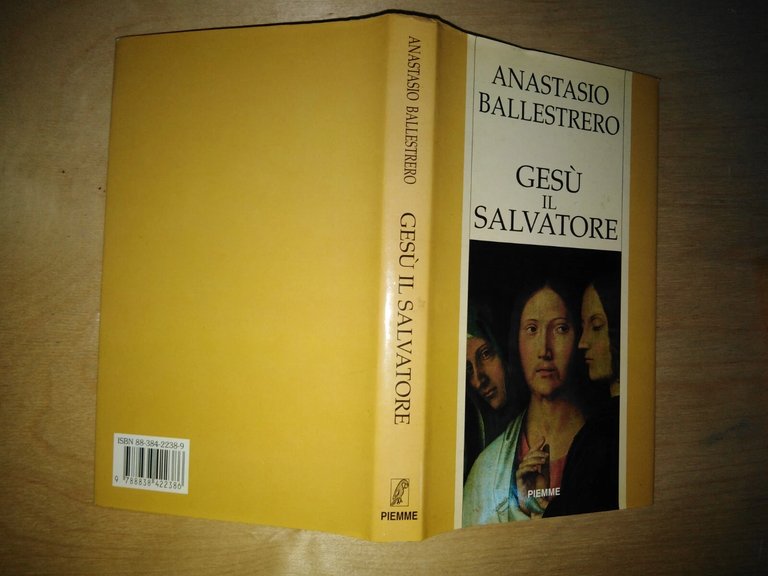 ISBN 88-384-2238-9
9 788838 422386
ANASTASIO BALLESTRERO
GESÙ IL SALVATORE
PIEMME
ANASTASIO
BALLESTRERO
GESÙ
IL
SALVATORE
PIEMME